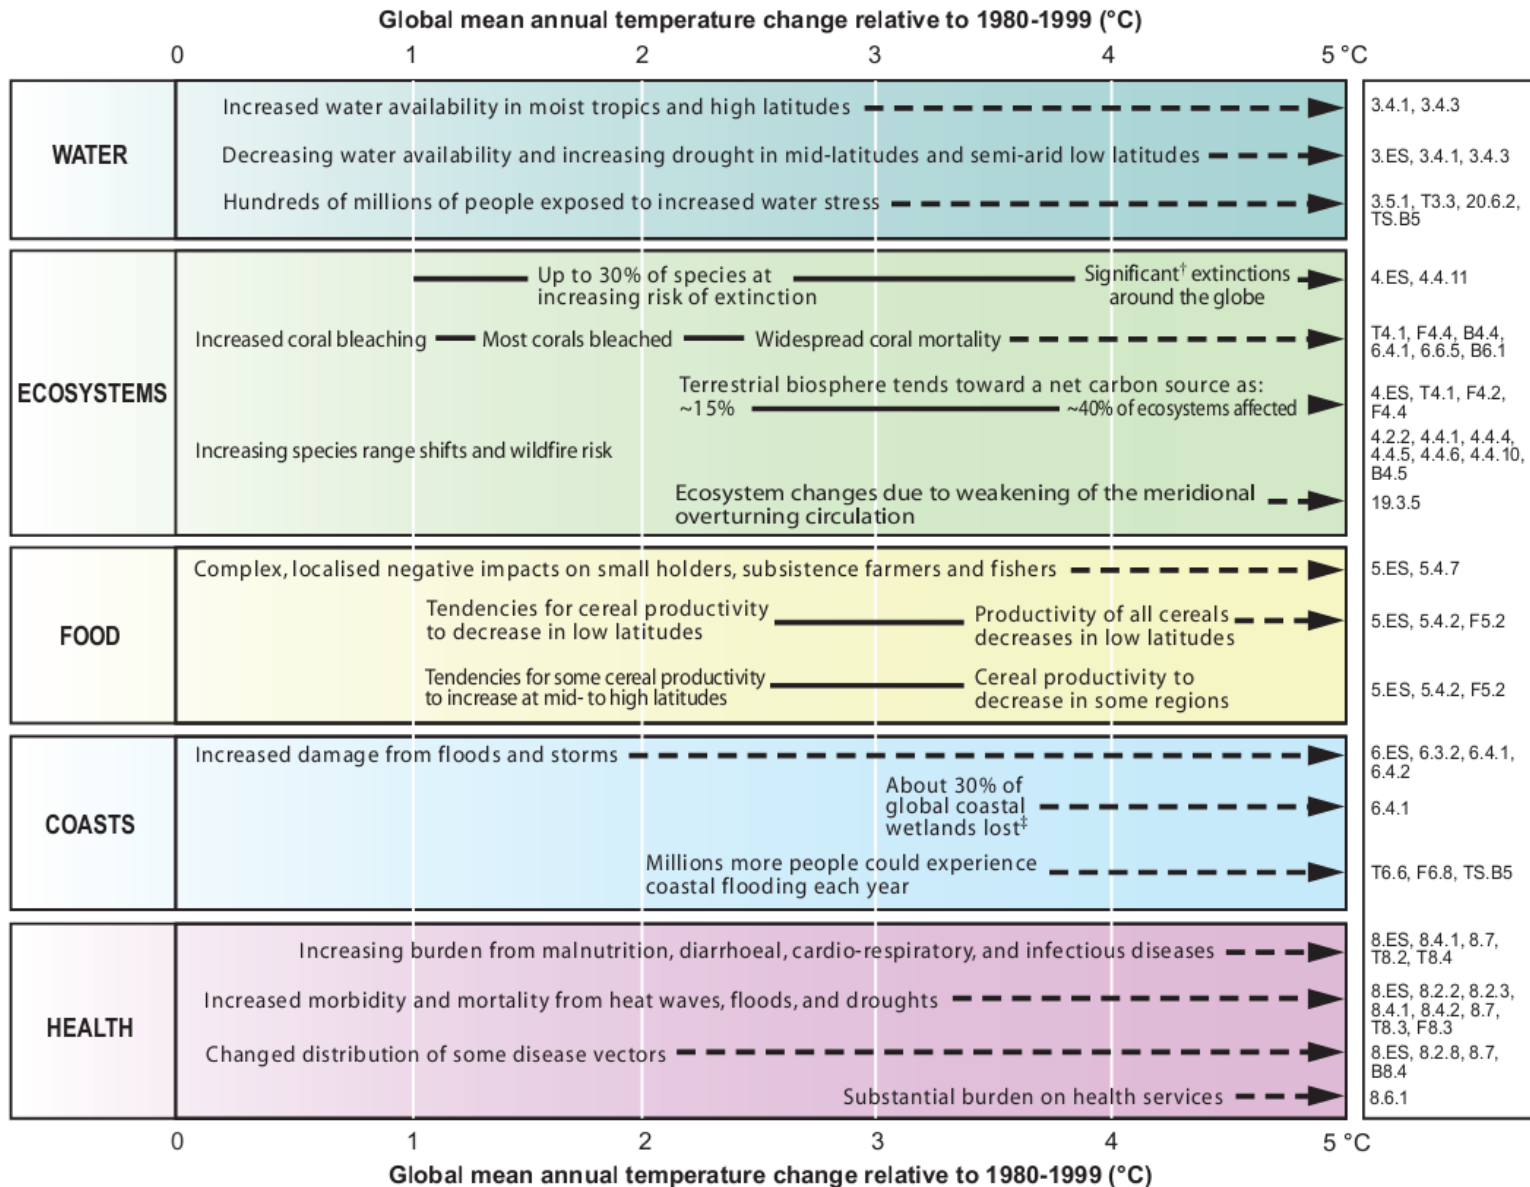 Global mean annual temperature change relative to 1980-1999 (°C)
0 1 2 3 4 5 °C
WATER
Increased water availability in moist tropics and high latitudes
3.4.1, 3.4.3
Decreasing water availability and increasing drought in mid-latitudes and semi-arid low latitudes
3.ES, 3.4.1, 3.4.3
Hundreds of millions of people exposed to increased water stress
3.5.1, T3.3, 20.6.2,
TS.B5
ECOSYSTEMS
Up to 30% of species at
increasing risk of extinction
Significant† extinctions
around the globe
4.ES, 4.4.11
Increased coral bleaching
Most corals bleached
Widespread coral mortality
T4.1, F4.4, B4.4,
6.4.1, 6.6.5, B6.1
Terrestrial biosphere tends toward a net carbon source as:
~15%
~40% of ecosystems affected
4.ES, T4.1, F4.2,
F4.4
Increasing species range shifts and wildfire risk
4.2.2, 4.4.1, 4.4.4,
4.4.5, 4.4.6, 4.4.10,
B4.5
Ecosystem changes due to weakening of the meridional
overturning circulation
19.3.5
FOOD
Complex, localised negative impacts on small holders, subsistence farmers and fishers
5.ES, 5.4.7
Tendencies for cereal productivity
to decrease in low latitudes
Productivity of all cereals
decreases in low latitudes
5.ES, 5.4.2, F5.2
Tendencies for some cereal productivity
to increase at mid- to high latitudes
Cereal productivity to
decrease in some regions
5.ES, 5.4.2, F5.2
COASTS
Increased damage from floods and storms
6.ES, 6.3.2, 6.4.1,
6.4.2
About 30% of
global coastal
wetlands lost‡
6.4.1
Millions more people could experience
coastal flooding each year
T6.6, F6.8, TS.B5
HEALTH
Increasing burden from malnutrition, diarrhoeal, cardio-respiratory, and infectious diseases
8.ES, 8.4.1, 8.7,
T8.2, T8.4
Increased morbidity and mortality from heat waves, floods, and droughts
8.ES, 8.2.2, 8.2.3,
8.4.1, 8.4.2, 8.7,
T8.3, F8.3
Changed distribution of some disease vectors
8.ES, 8.2.8, 8.7,
B8.4
Substantial burden on health services
8.6.1
0 1 2 3 4 5 °C
Global mean annual temperature change relative to 1980-1999 (°C)